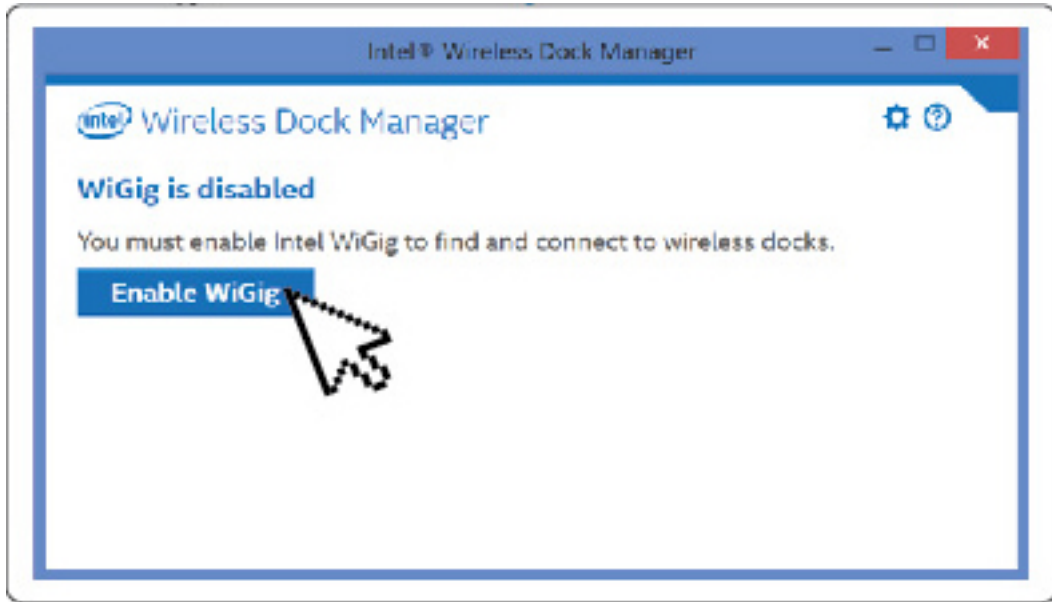 Intel® Wireless Dock Manager
intel Wireless Dock Manager
WiGig is disabled
You must enable Intel WiGig to find and connect to wireless docks.
Enable WiGig